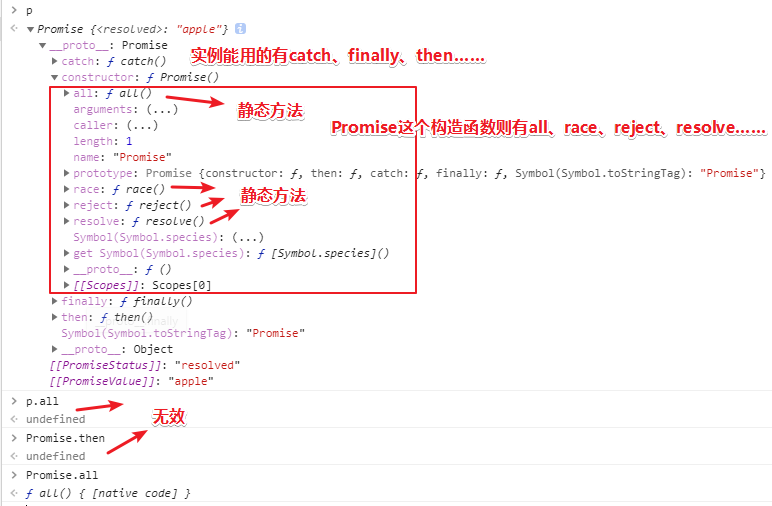 p
Promise {<resolved>: "apple"} i
__proto__: Promise
catch: ƒ catch()
实例能用的有catch、finally、then……
constructor: ƒ Promise()
all: ƒ all()
静态方法
arguments: (...)
caller: (...)
Promise这个构造函数则有all、race、reject、resolve……
length: 1
name: "Promise"
prototype: Promise {constructor: ƒ, then: ƒ, catch: ƒ, finally: ƒ, Symbol(Symbol.toStringTag): "Promise"}
race: ƒ race()
静态方法
reject: ƒ reject()
resolve: ƒ resolve()
Symbol(Symbol.species): (...)
get Symbol(Symbol.species): ƒ [Symbol.species]()
__proto__: ƒ ()
[[Scopes]]: Scopes[0]
finally: ƒ finally()
then: ƒ then()
Symbol(Symbol.toStringTag): "Promise"
__proto__: Object
[[PromiseStatus]]: "resolved"
[[PromiseValue]]: "apple"
p.all
undefined
无效
Promise.then
undefined
Promise.all
ƒ all() { [native code] }